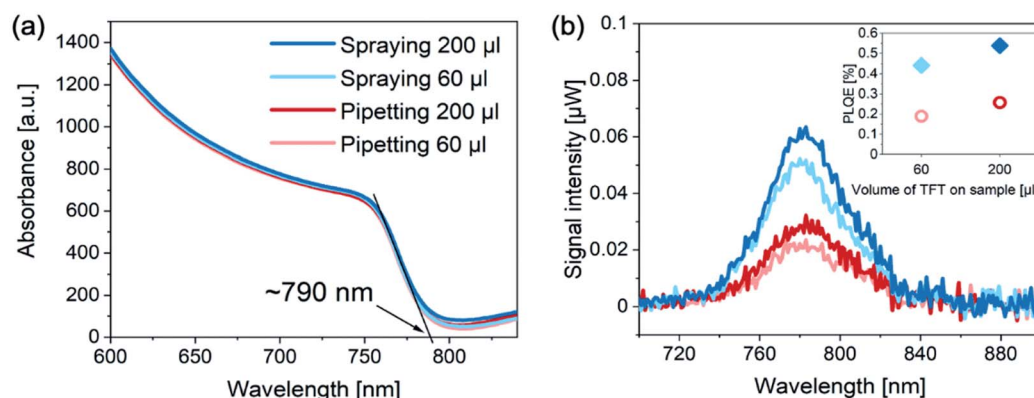 (a)
1400
1200
1000
800
600
400
200
0
Absorbance [a.u.]
Spraying 200 µl
Spraying 60 µl
Pipetting 200 µl
Pipetting 60 µl
~790 nm
600 650 700 750 800
Wavelength [nm]
(b)
0.1
0.08
0.06
0.04
0.02
0
Signal intensity [µW]
0.6
0.5
0.4
0.3
0.2
0.1
0
PLQE [%]
60 200
Volume of TFT on sample [µl]
720 760 800 840 880
Wavelength [nm]